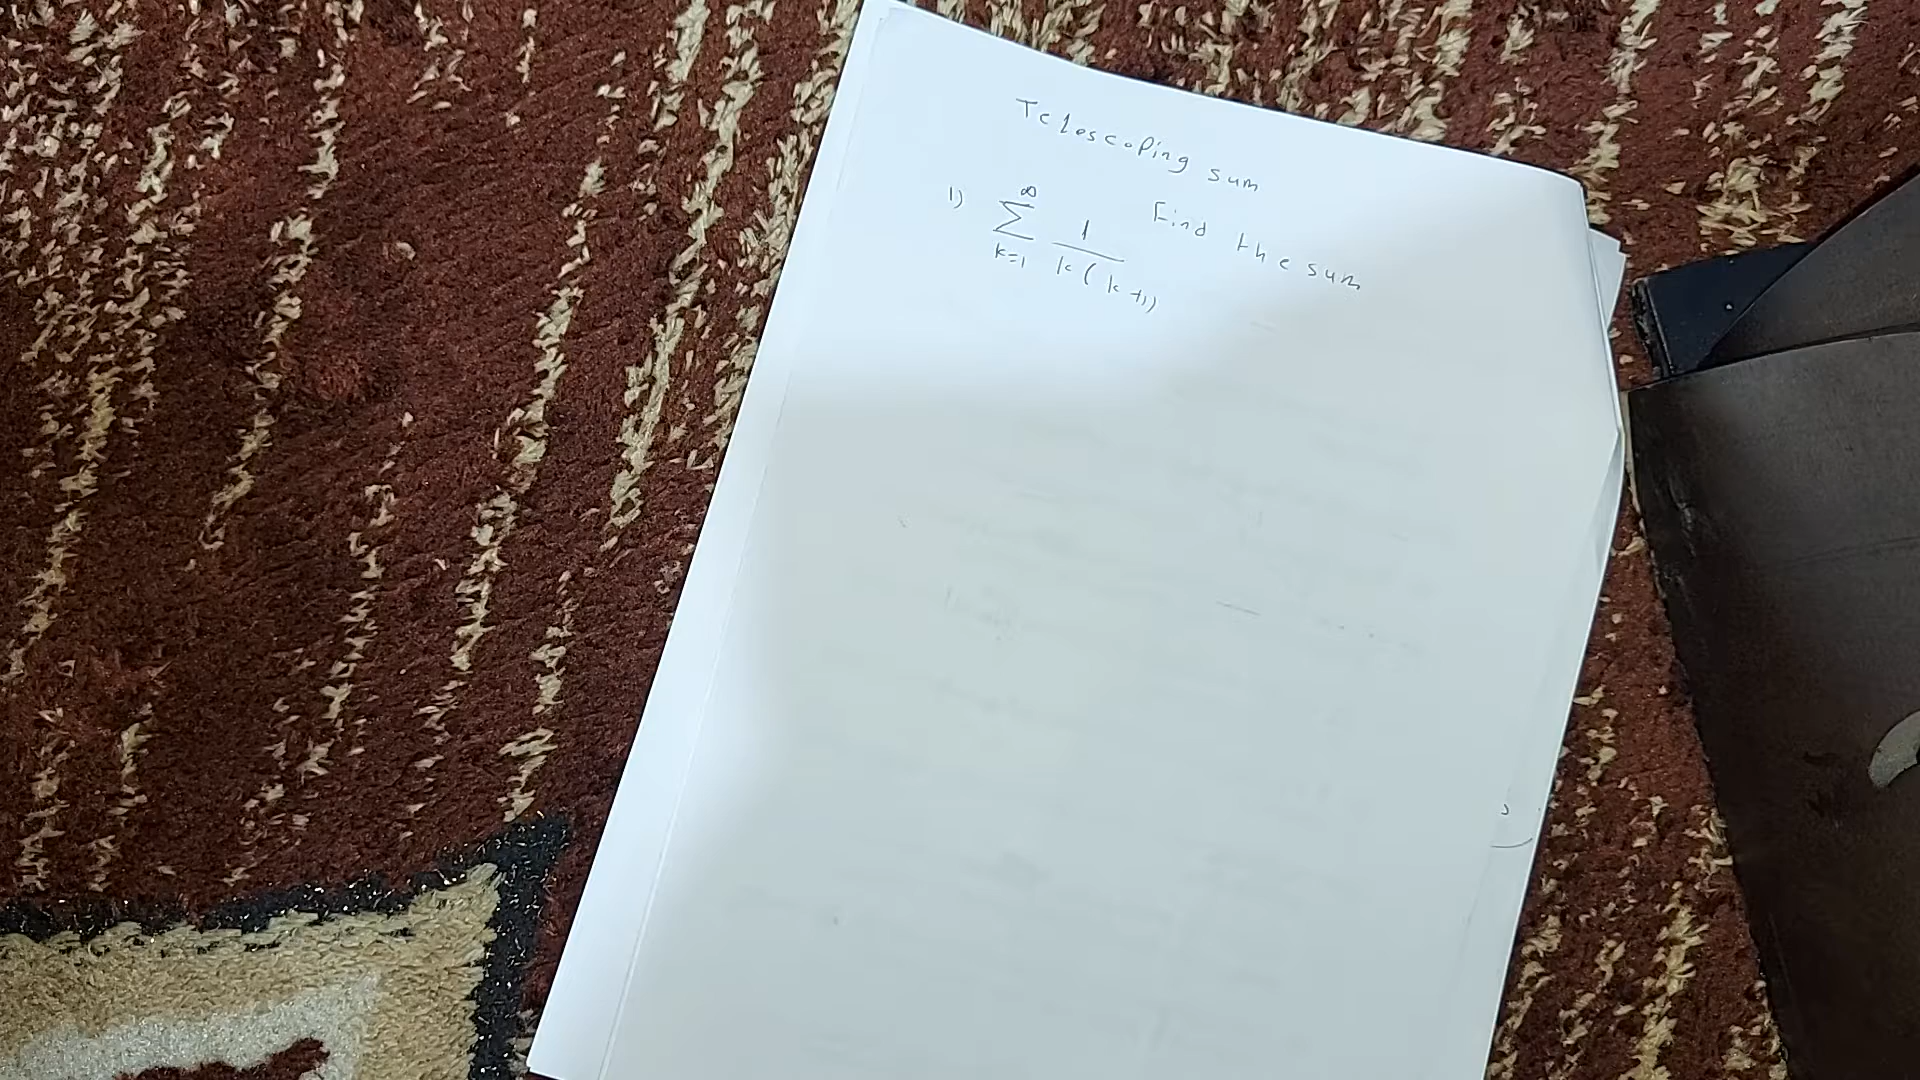 Teloscoping sum
1) ∞ ∑ k=1 1/k(k+1) Find the sum